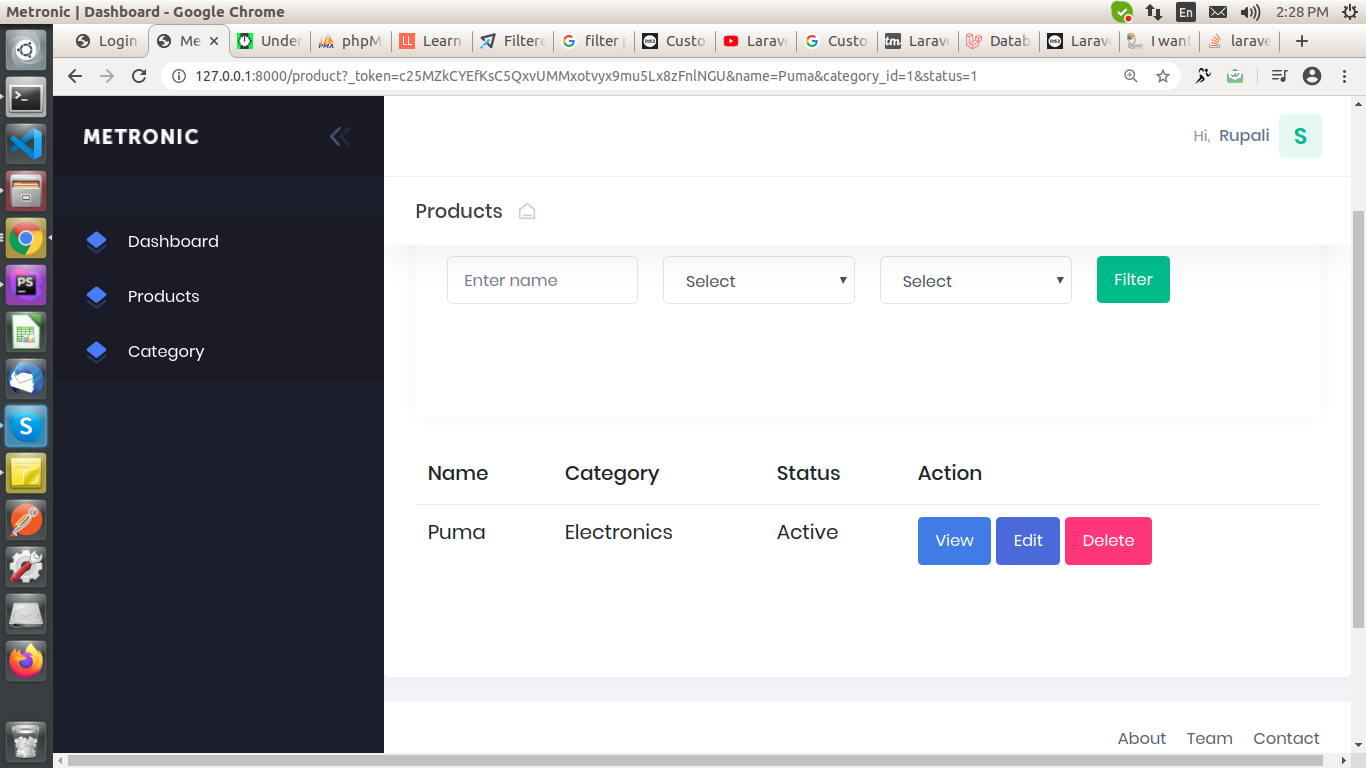 Metronic | Dashboard - Google Chrome
En
2:28 PM
Login
Me
Under
phpM
Learn
Filtere
filter p
Custo
Larav
Custo
Larav
Datab
Larav
I want
larave
127.0.0.1:8000/product?_token=c25MZkCYEfKsC5QxvUMMxotvyx9mu5Lx8zFnlNGU&name=Puma&category_id=1&status=1
METRONIC
Hi, Rupali S
Products
Dashboard
Products
Category
Enter name
Select
Select
Filter
Name Category Status Action
Puma Electronics Active View Edit Delete
About Team Contact